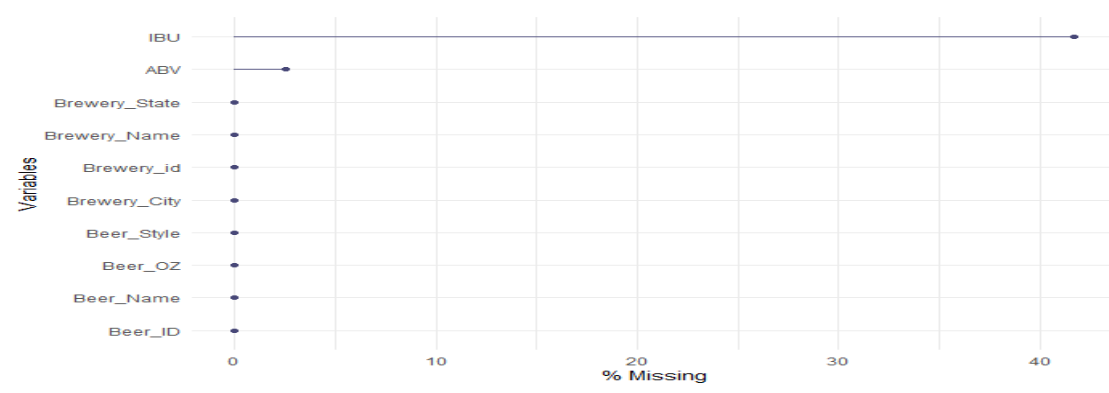 IBU
ABV
Brewery_State
Brewery_Name
Brewery_id
Brewery_City
Beer_Style
Beer_OZ
Beer_Name
Beer_ID
Variables
0 10 20 30 40
% Missing